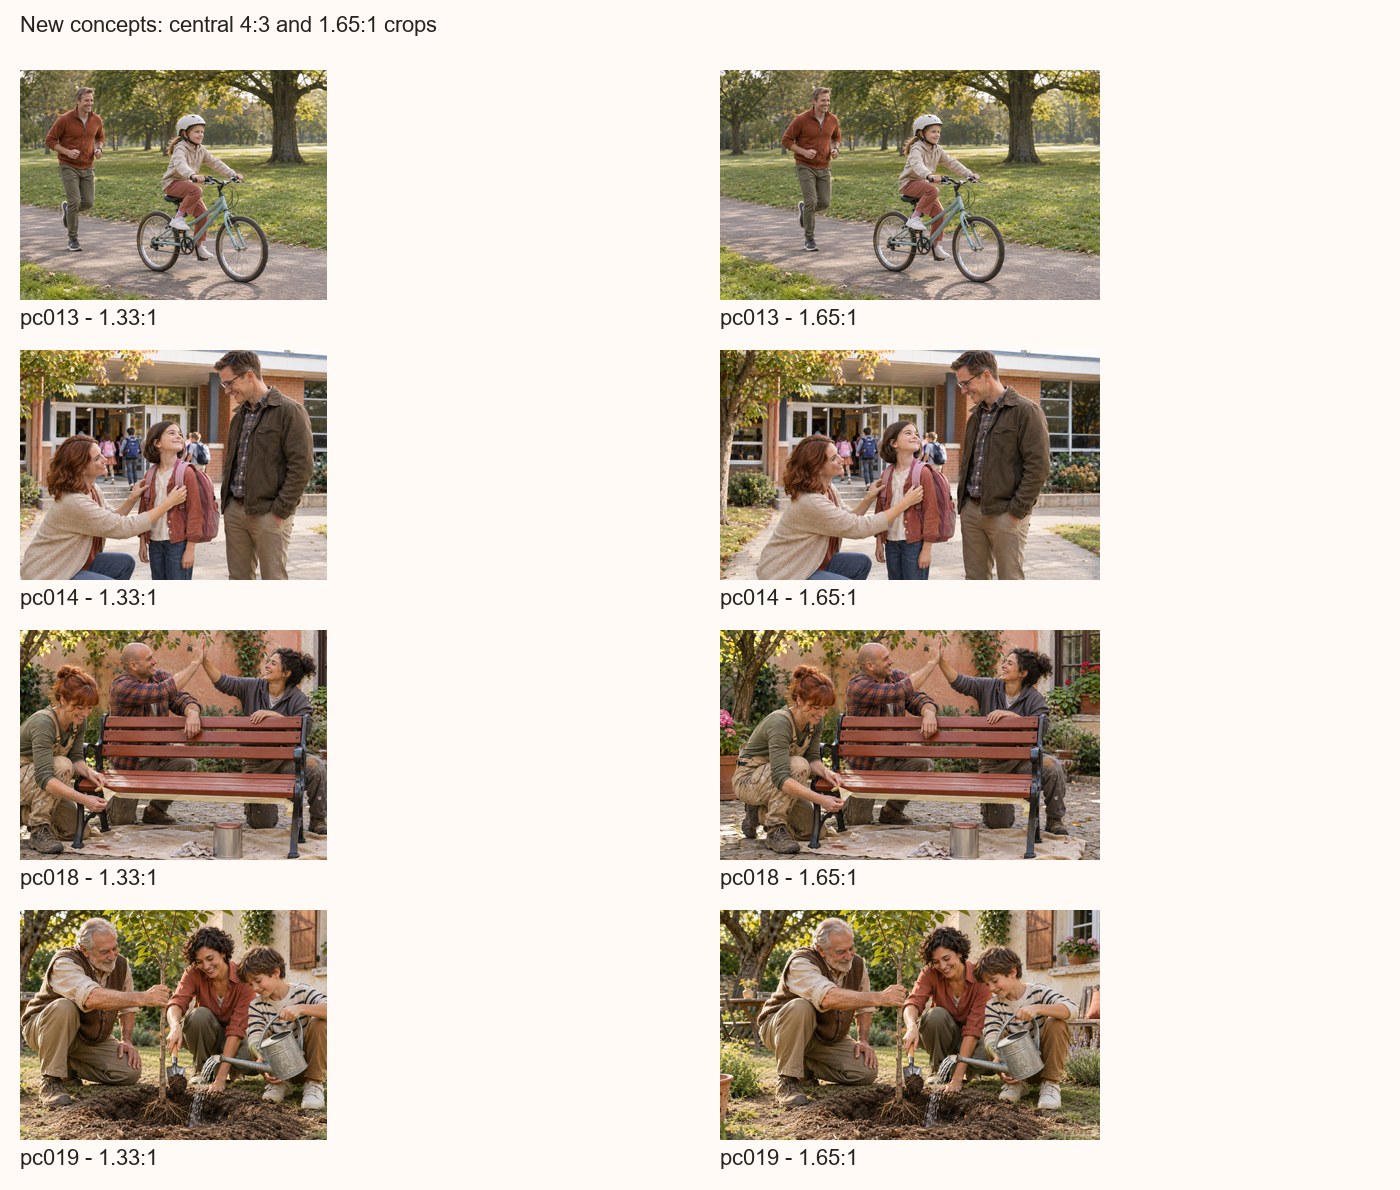 New concepts: central 4:3 and 1.65:1 crops
pc013 - 1.33:1
pc013 - 1.65:1
pc014 - 1.33:1
pc014 - 1.65:1
pc018 - 1.33:1
pc018 - 1.65:1
pc019 - 1.33:1
pc019 - 1.65:1